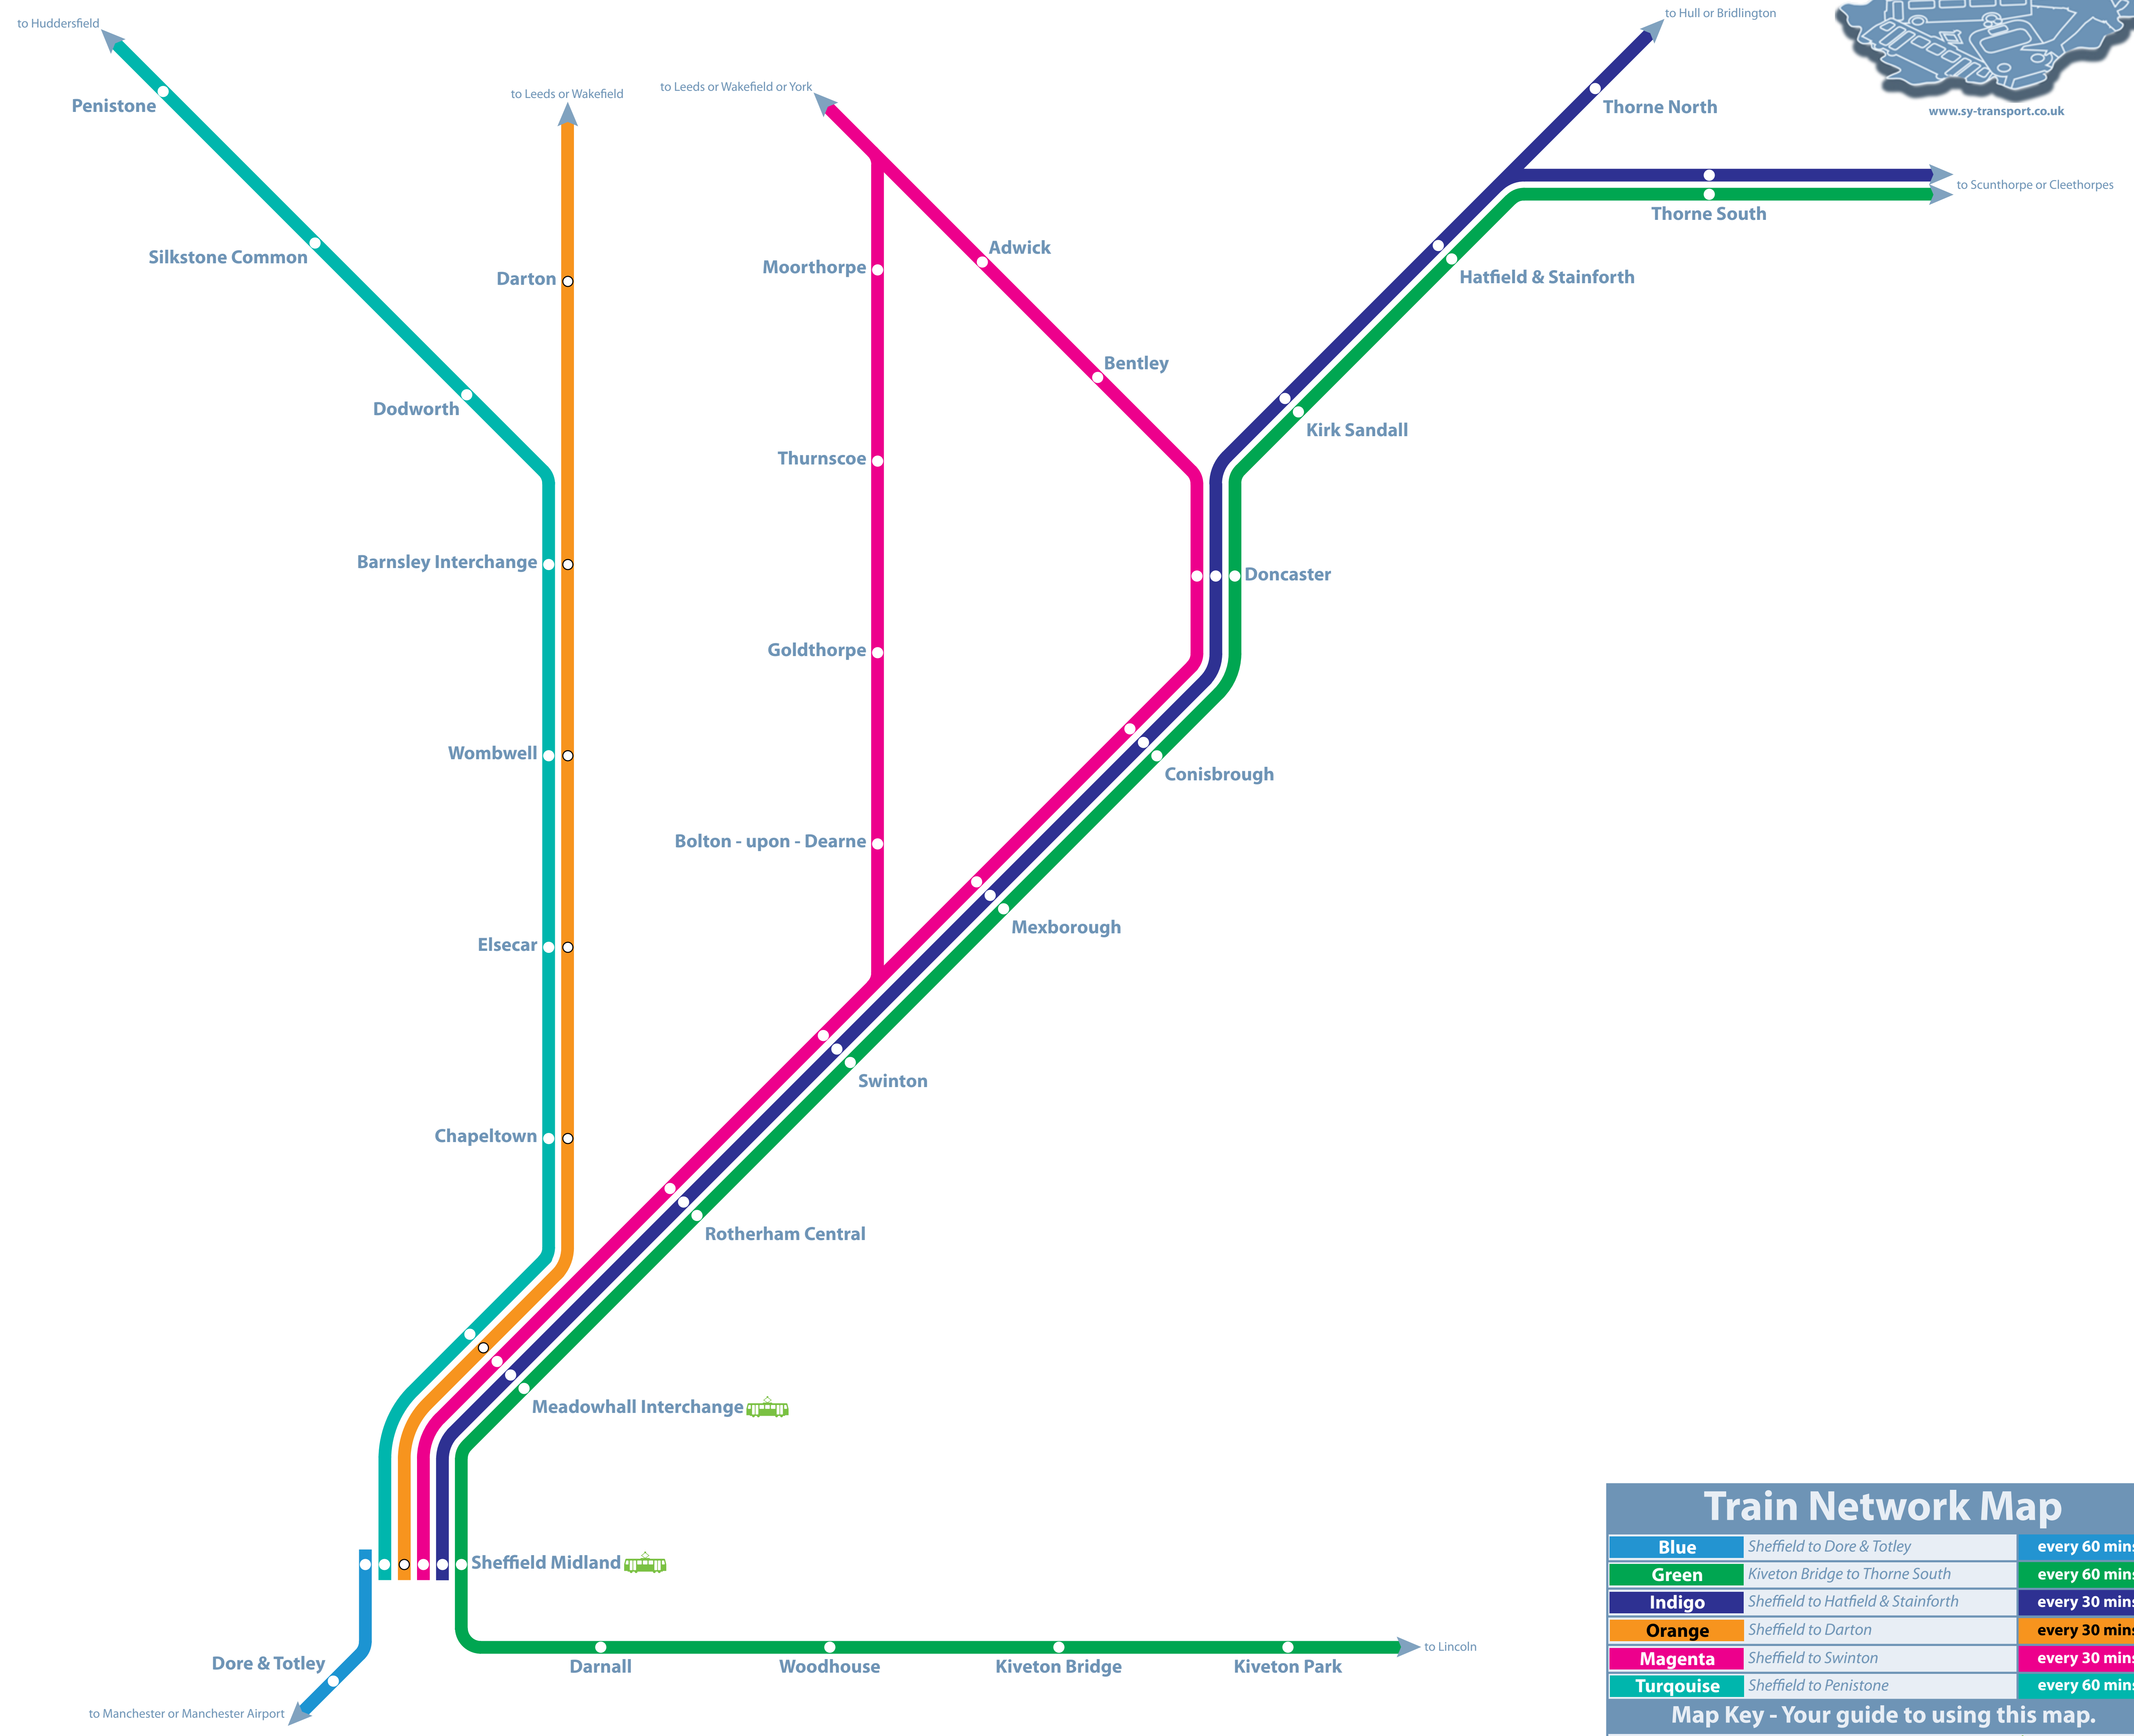 to Huddersfield
to Hull or Bridlington
Penistone
to Leeds or Wakefield
to Leeds or Wakefield or York
Thorne North
www.sy-transport.co.uk
to Scunthorpe or Cleethorpes
Thorne South
Silkstone Common
Darton
Moorthorpe
Adwick
Hatfield & Stainforth
Bentley
Dodworth
Kirk Sandall
Thurnscoe
Barnsley Interchange
Doncaster
Goldthorpe
Wombwell
Conisbrough
Bolton - upon - Dearne
Mexborough
Elsecar
Swinton
Chapeltown
Rotherham Central
Meadowhall Interchange
Sheffield Midland
Dore & Totley
to Manchester or Manchester Airport
Darnall
Woodhouse
Kiveton Bridge
Kiveton Park
to Lincoln
Train Network Map
Blue Sheffield to Dore & Totley every 60 mins
Green Kiveton Bridge to Thorne South every 60 mins
Indigo Sheffield to Hatfield & Stainforth every 30 mins
Orange Sheffield to Darton every 30 mins
Magenta Sheffield to Swinton every 30 mins
Turqouise Sheffield to Penistone every 60 mins
Map Key - Your guide to using this map.